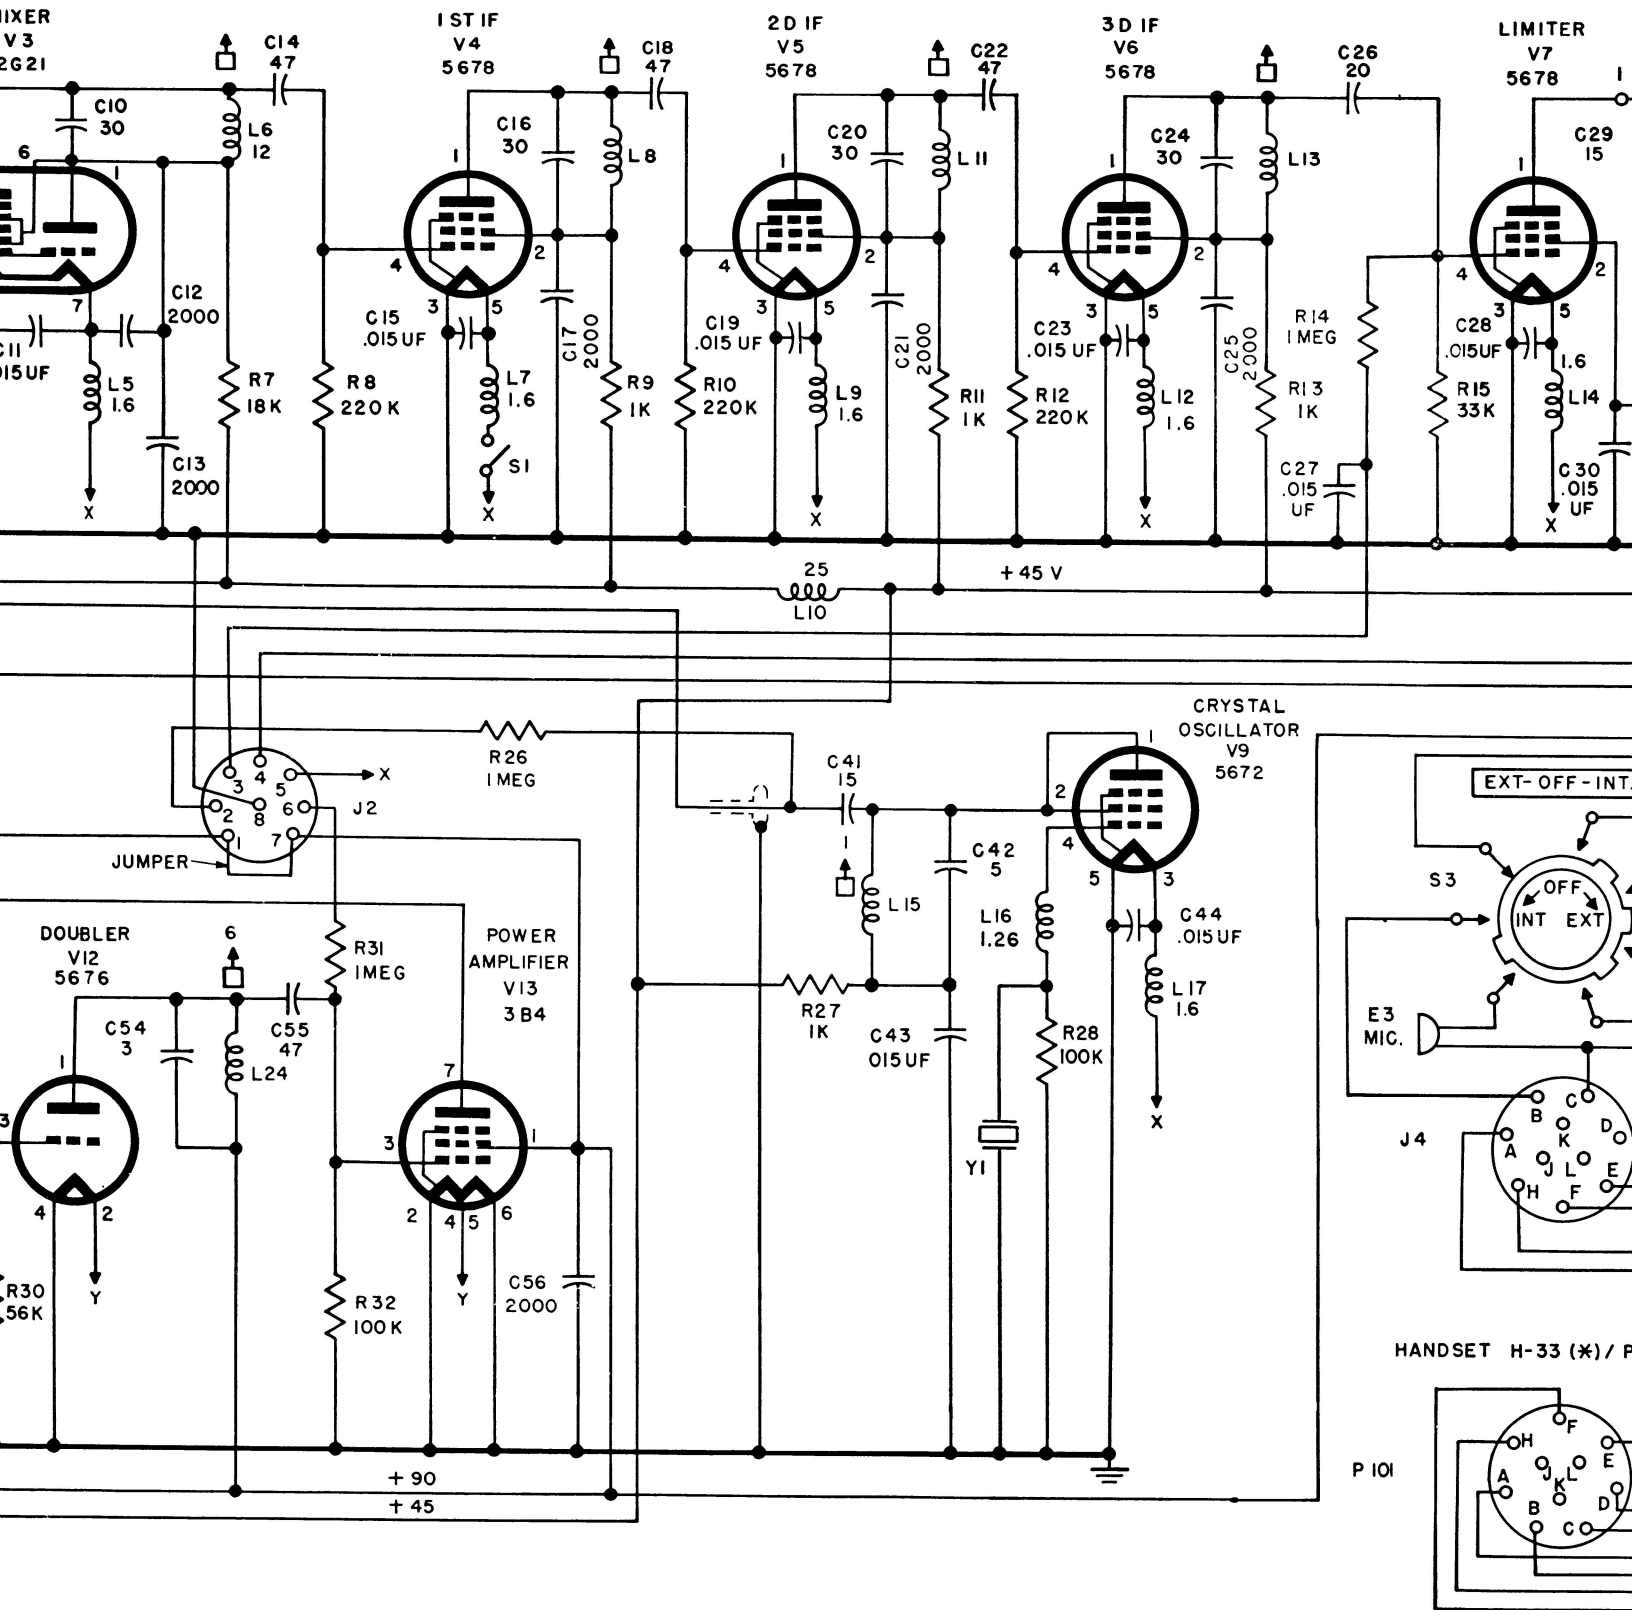 V3
2G21
C10
30
6
1
L6
12
C14
47
7
C12
2000
C11
L5
1.6
X
C13
2000
R7
18K
R8
220K
1ST IF
V4
5678
1
4
2
3
5
C15
.015UF
C16
30
L8
C17
2000
L7
1.6
S1
X
R9
1K
C18
47
R10
220K
2D IF
V5
5678
1
4
2
3
5
C19
.015UF
C20
30
L11
C21
2000
L9
1.6
X
R11
1K
C22
47
R12
220K
3D IF
V6
5678
1
4
2
3
5
C23
.015UF
C24
30
L13
C25
2000
L12
1.6
X
R13
1K
C26
20
R14
1MEG
C27
.015
UF
R15
33K
LIMITER
V7
5678
1
1
4
2
3
5
C29
15
C28
.015UF
1.6
L14
X
C30
.015
UF
25
L10
+45 V
R26
1MEG
X
3
4
5
2
8
6
1
7
J2
JUMPER
C41
15
1
L15
C42
5
R27
1K
C43
015UF
CRYSTAL
OSCILLATOR
V9
5672
1
2
4
5
3
L16
1.26
C44
.015UF
L17
1.6
X
R28
100K
Y1
EXT-OFF-INT.
S3
OFF
INT EXT
E3
MIC.
J4
B
C
D
K
A
J
L
E
H
F
DOUBLER
V12
5676
6
C54
3
L24
C55
47
1
3
4
2
Y
R30
56K
R31
1MEG
R32
100K
POWER
AMPLIFIER
V13
3B4
7
3
1
2
4
5
6
Y
C56
2000
+90
+45
HANDSET H-33 (*)/
P101
F
H
E
J
L
A
K
D
B
C